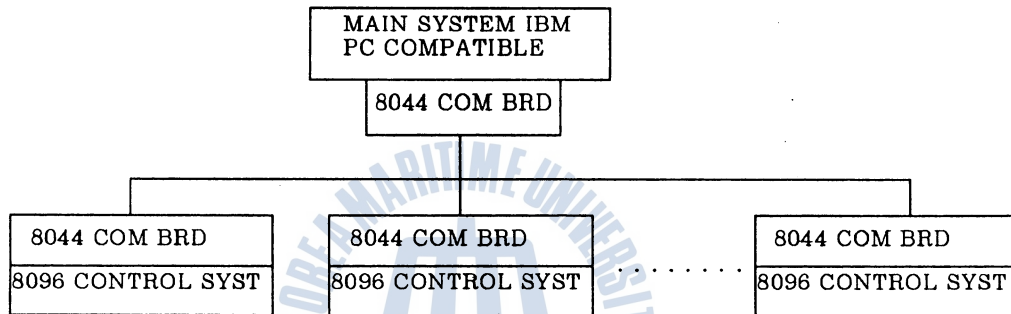 MAIN SYSTEM IBM
PC COMPATIBLE
8044 COM BRD
8044 COM BRD
8096 CONTROL SYST
8044 COM BRD
8096 CONTROL SYST
8044 COM BRD
8096 CONTROL SYST